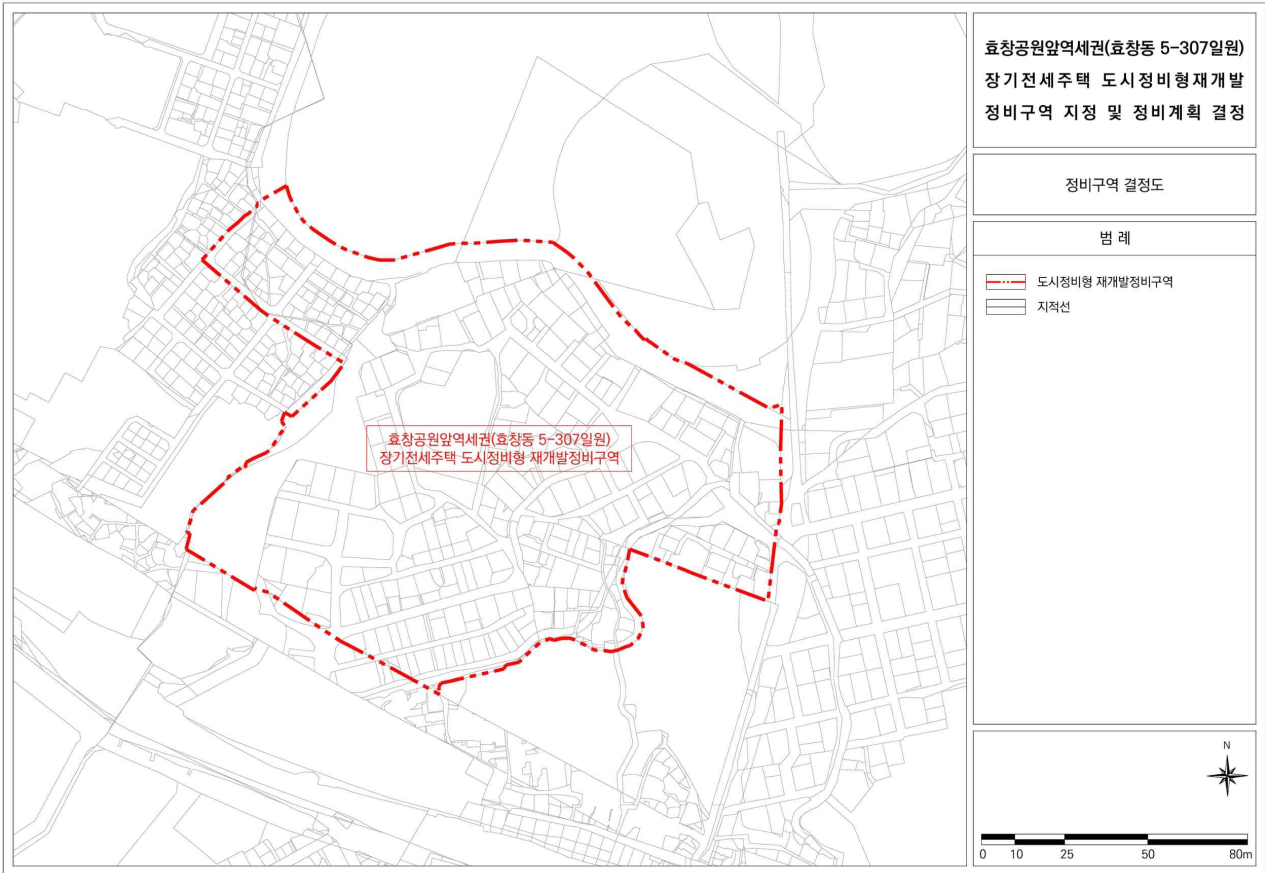 효창공원앞역세권(효창동 5-307일원)
장기전세주택 도시정비형재개발
정비구역 지정 및 정비계획 결정
정비구역 결정도
범 례
도시정비형 재개발정비구역
지적선
효창공원앞역세권(효창동 5-307일원)
장기전세주택 도시정비형 재개발정비구역
N
0 10 25 50 80m